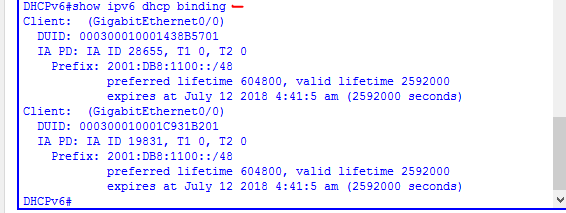 DHCPv6#show ipv6 dhcp binding
Client:  (GigabitEthernet0/0)
DUID: 000300010001438B5701
IA PD: IA ID 28655, T1 0, T2 0
Prefix: 2001:DB8:1100::/48
preferred lifetime 604800, valid lifetime 2592000
expires at July 12 2018 4:41:5 am (2592000 seconds)
Client:  (GigabitEthernet0/0)
DUID: 000300010001C931B201
IA PD: IA ID 19831, T1 0, T2 0
Prefix: 2001:DB8:1100::/48
preferred lifetime 604800, valid lifetime 2592000
expires at July 12 2018 4:41:5 am (2592000 seconds)
DHCPv6#